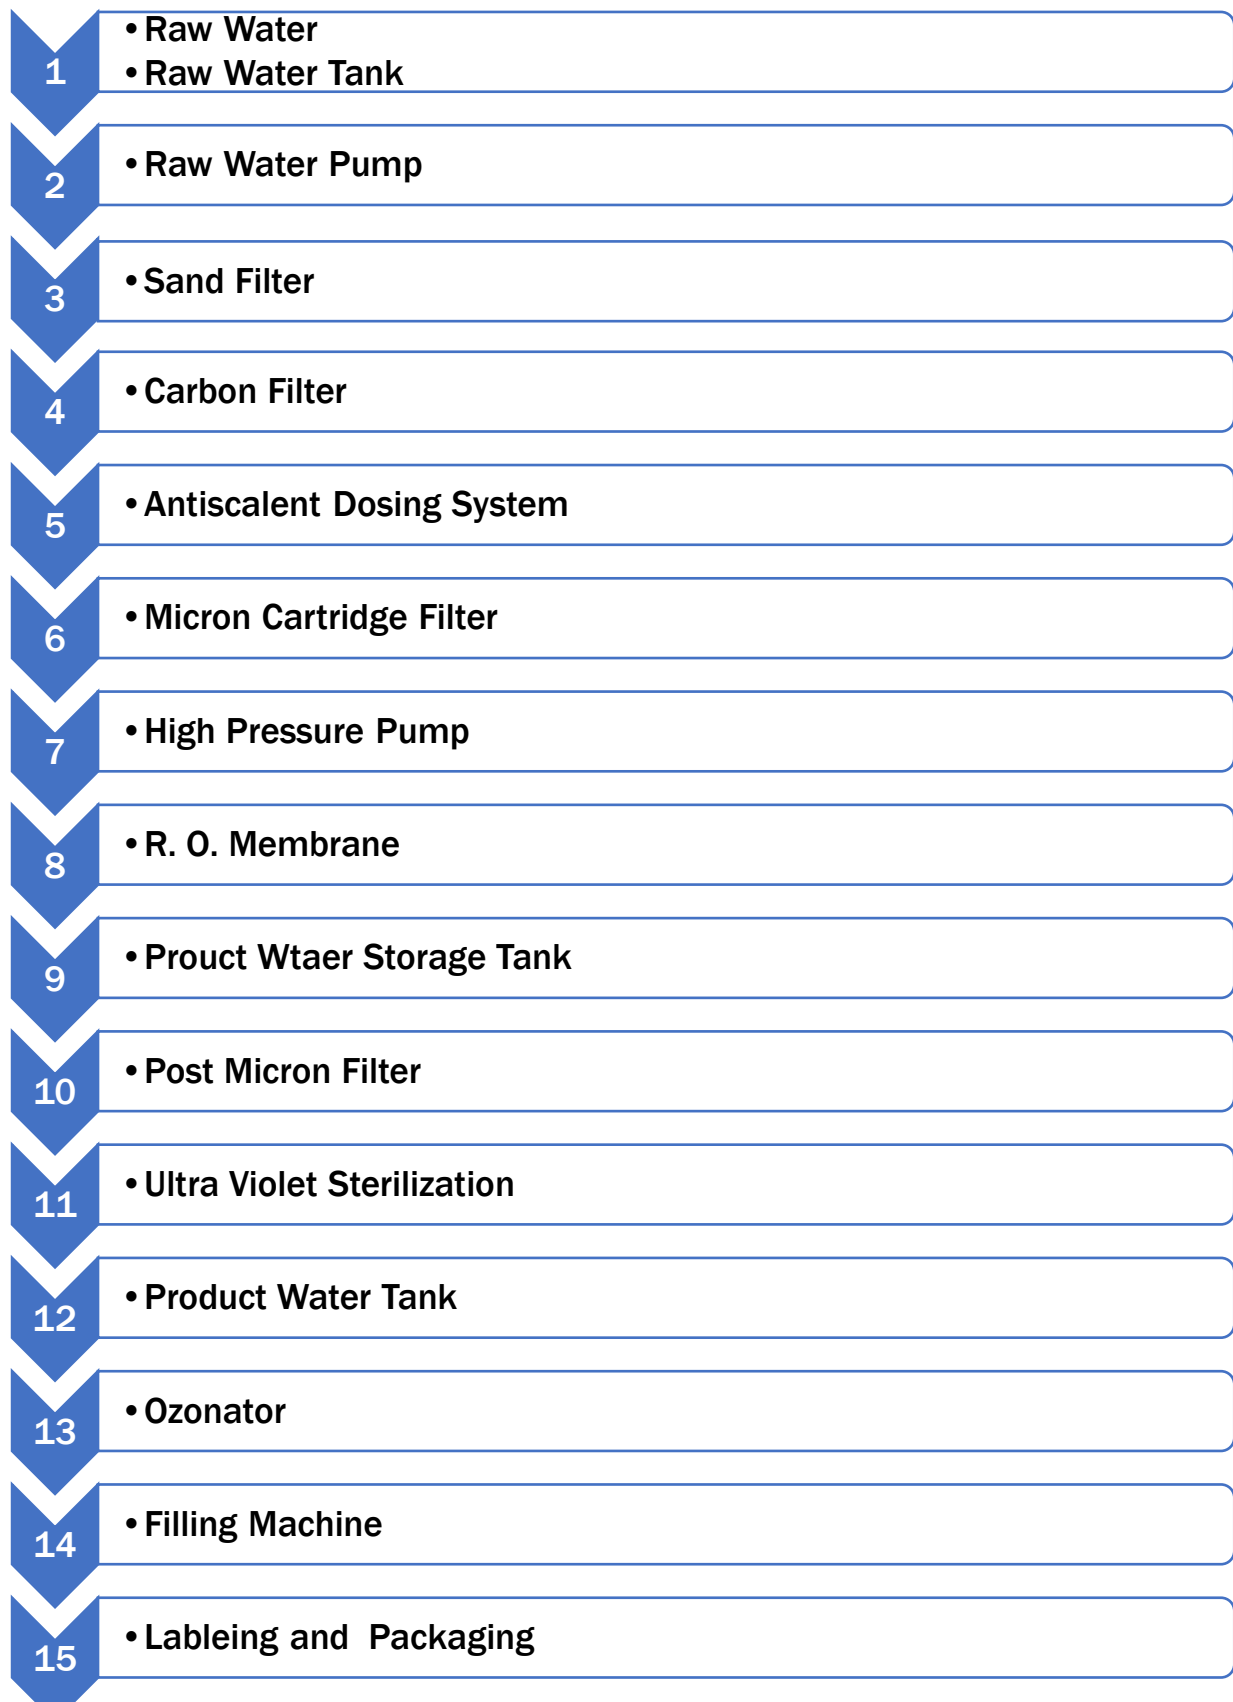 1
• Raw Water
• Raw Water Tank
2
• Raw Water Pump
3
• Sand Filter
4
• Carbon Filter
5
• Antiscalent Dosing System
6
• Micron Cartridge Filter
7
• High Pressure Pump
8
• R. O. Membrane
9
• Prouct Wtaer Storage Tank
10
• Post Micron Filter
11
• Ultra Violet Sterilization
12
• Product Water Tank
13
• Ozonator
14
• Filling Machine
15
• Lableing and  Packaging